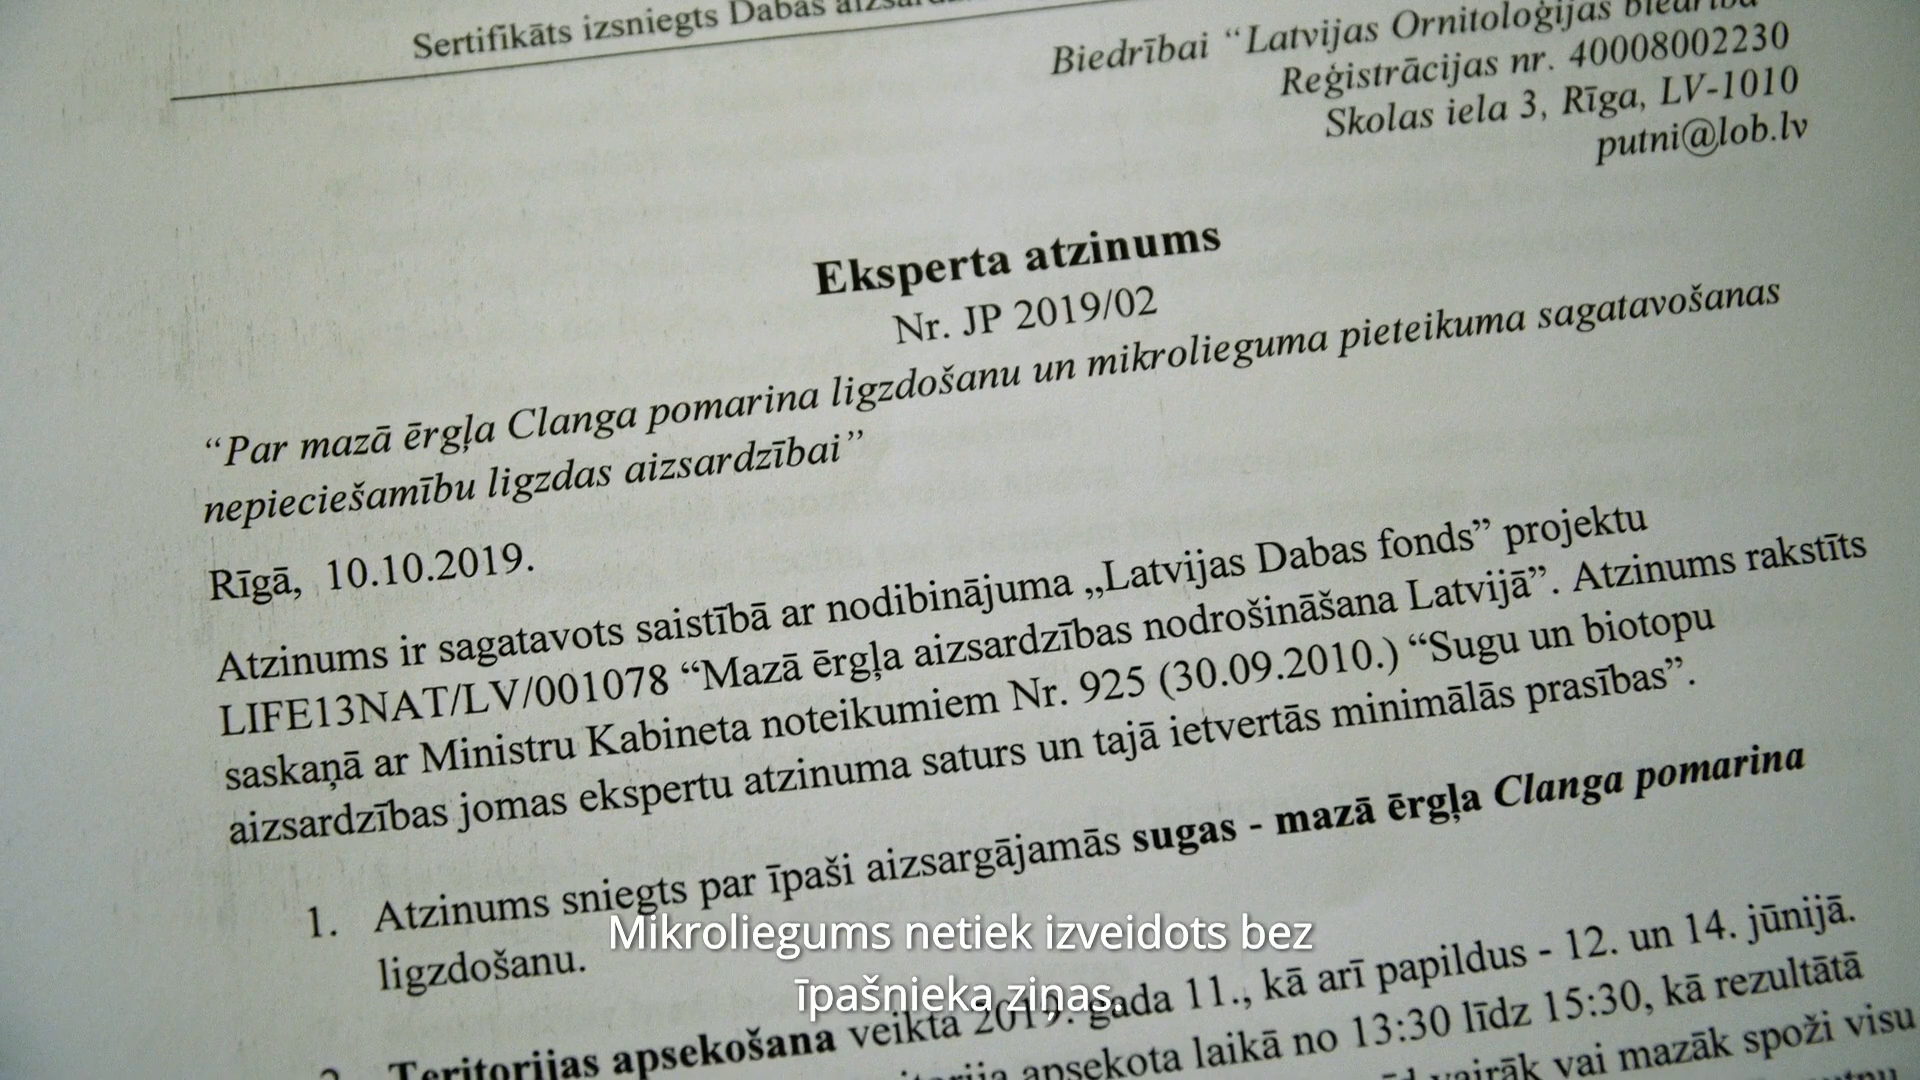 Sertifikāts izsniegts Dabas
Biedrībai “Latvijas Ornitoloģijas biedrība
Reģistrācijas nr. 40008002230
Skolas iela 3, Rīga, LV-1010
putni@lob.lv
Eksperta atzinums
Nr. JP 2019/02
“Par mazā ērgļa Clanga pomarina ligzdošanu un mikrolieguma pieteikuma sagatavošanas
nepieciešamību ligzdas aizsardzībai”
Rīgā, 10.10.2019.
Atzinums ir sagatavots saistībā ar nodibinājuma „Latvijas Dabas fonds” projektu
LIFE13NAT/LV/001078 “Mazā ērgļa aizsardzības nodrošināšana Latvijā”. Atzinums rakstīts
saskaņā ar Ministru Kabineta noteikumiem Nr. 925 (30.09.2010.) “Sugu un biotopu
aizsardzības jomas ekspertu atzinuma saturs un tajā ietvertās minimālās prasības”.
1. Atzinums sniegts par īpaši aizsargājamās sugas - mazā ērgļa Clanga pomarina
ligzdošanu.
Teritorijas apsekošana veikta 2019. gada 11., kā arī papildus - 12. un 14. jūnijā.
apsekota laikā no 13:30 līdz 15:30, kā rezultātā
vairāk vai mazāk spoži visu
Mikroliegums netiek izveidots bez
īpašnieka ziņas.